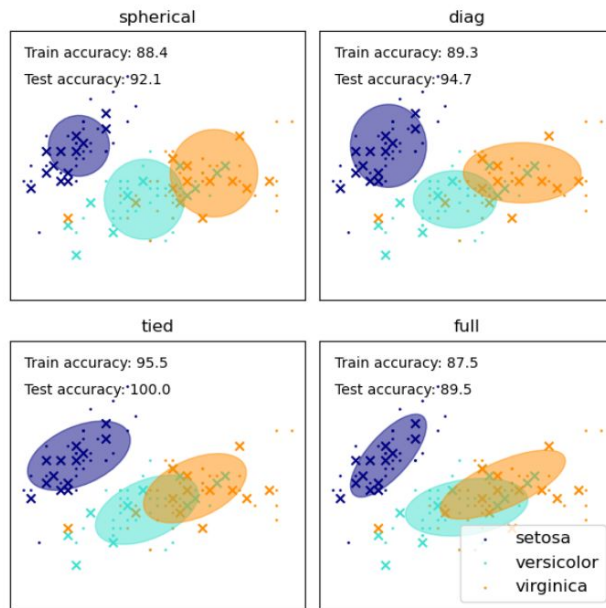 spherical
Train accuracy: 88.4
Test accuracy: 92.1
diag
Train accuracy: 89.3
Test accuracy: 94.7
tied
Train accuracy: 95.5
Test accuracy: 100.0
full
Train accuracy: 87.5
Test accuracy: 89.5
setosa
versicolor
virginica